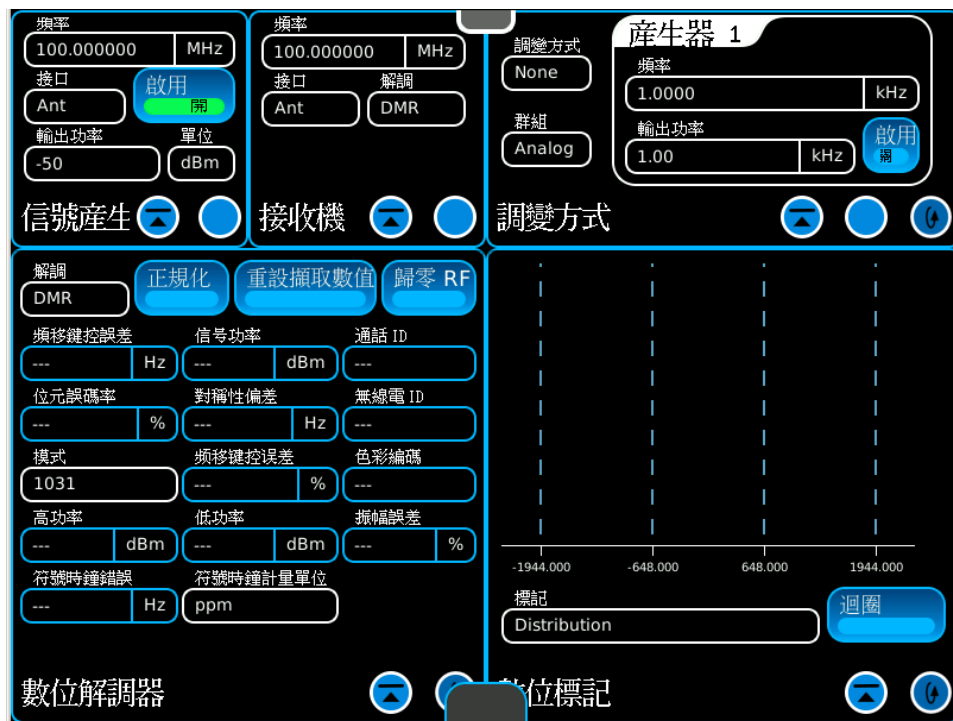 頻率
100.000000 MHz
接口
Ant
啟用
開
輸出功率
單位
-50
dBm
信號産生
頻率
100.000000 MHz
接口
解調
Ant
DMR
接收機
調變方式
None
群組
Analog
産生器 1
頻率
1.0000 kHz
輸出功率
1.00 kHz
啟用
調變方式
解調
DMR
正規化
重設擷取數值
歸零 RF
頻移鍵控誤差
信号功率
通話 ID
--- Hz
--- dBm
---
位元誤碼率
對稱性偏差
無線電 ID
--- %
--- Hz
---
模式
频移键控误差
色彩編碼
1031
--- %
---
高功率
低功率
振幅誤差
--- dBm
--- dBm
--- %
符號時鐘錯誤
符號時鐘計量單位
--- Hz
ppm
數位解調器
-1944.000
-648.000
648.000
1944.000
標記
Distribution
迴圈
位標記